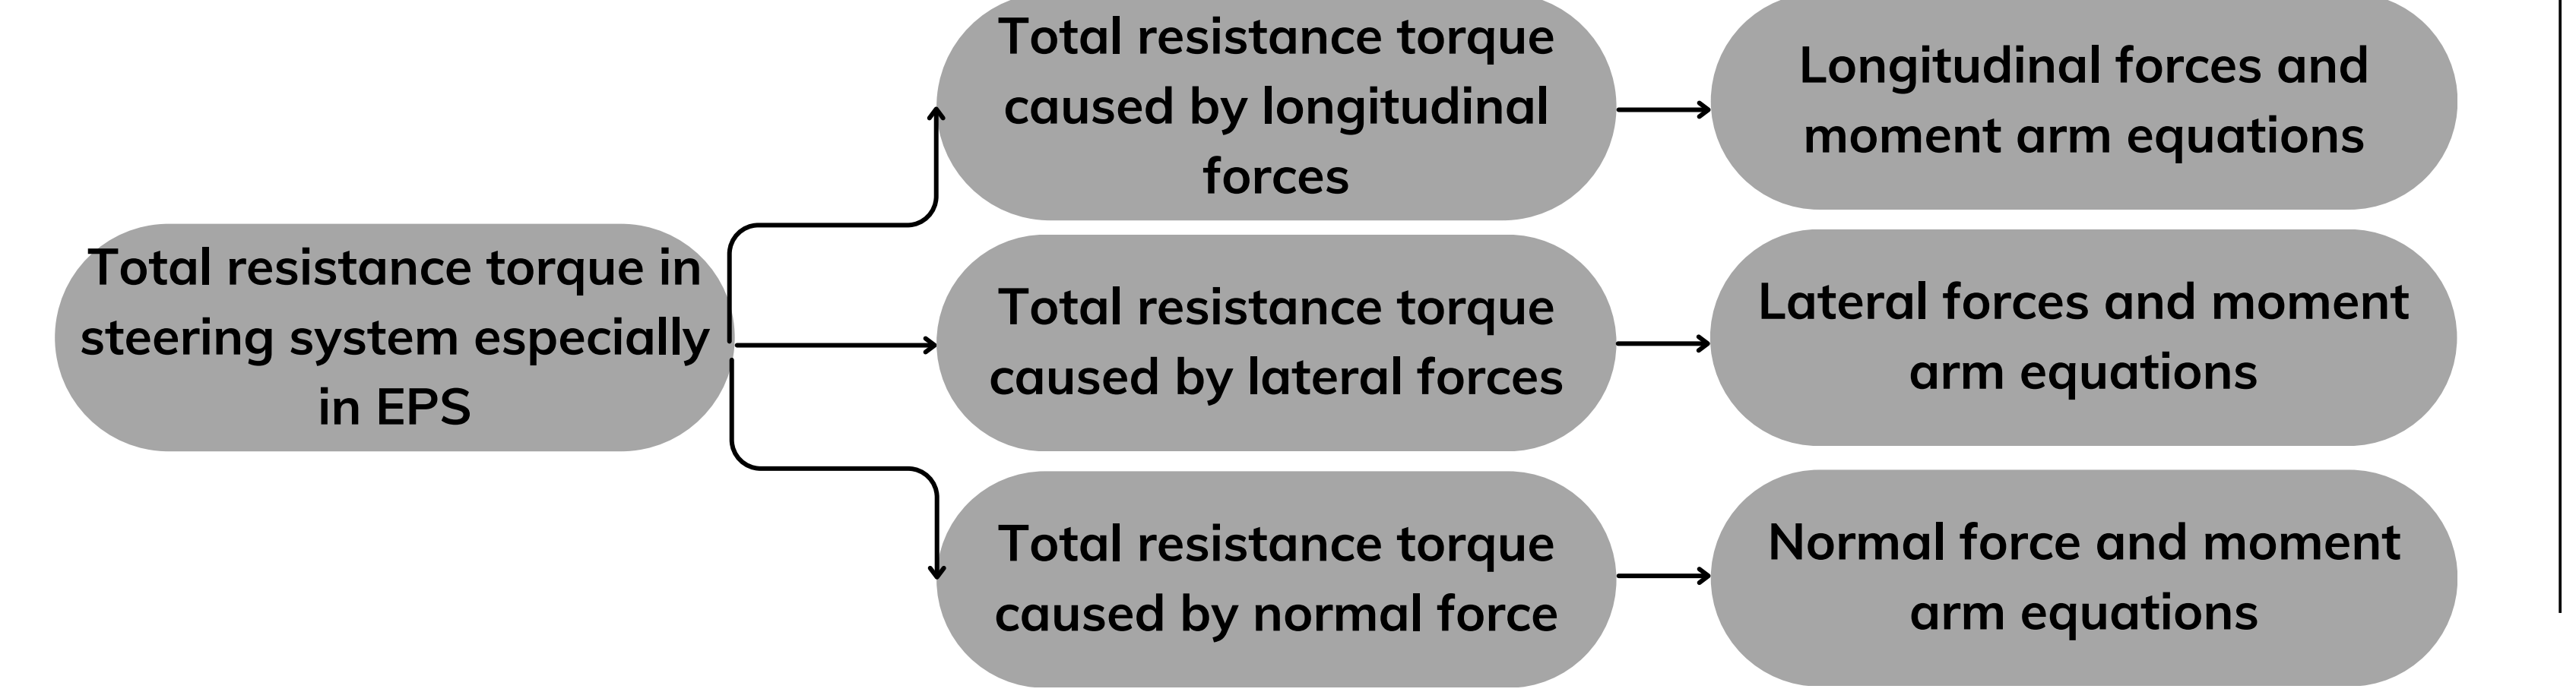 Total resistance torque in
steering system especially
in EPS
Total resistance torque
caused by longitudinal
forces
Longitudinal forces and
moment arm equations
Total resistance torque
caused by lateral forces
Lateral forces and moment
arm equations
Total resistance torque
caused by normal force
Normal force and moment
arm equations